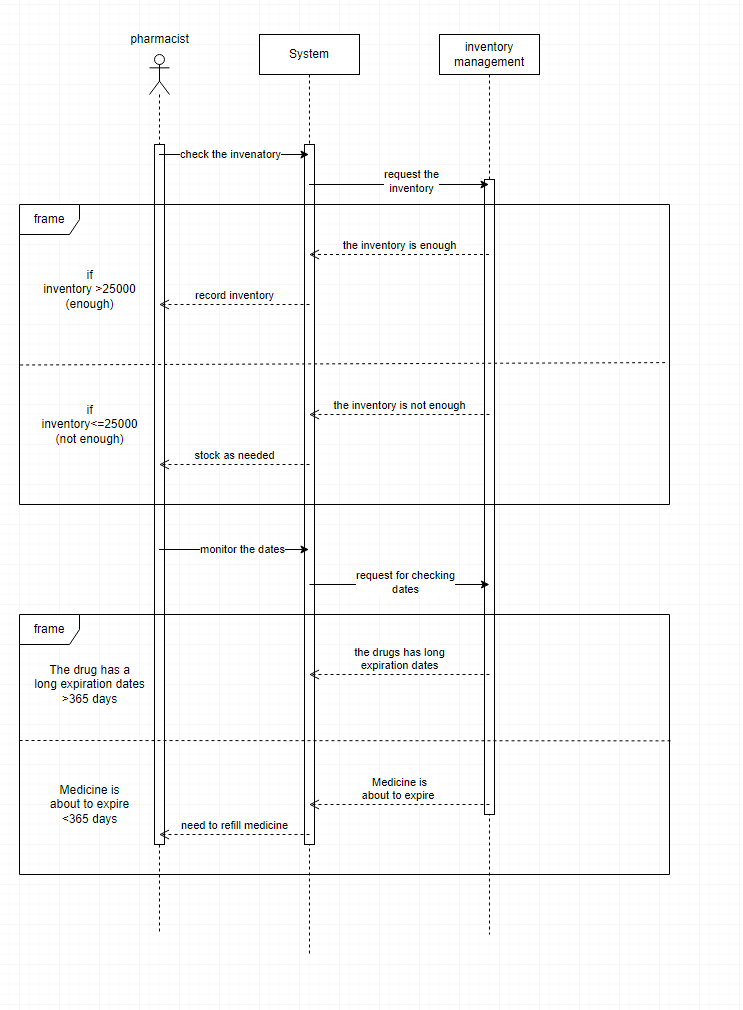 pharmacist
System
inventory
management
check the invenatory
request the
inventory
frame
the inventory is enough
if
inventory >25000
(enough)
record inventory
the inventory is not enough
if
inventory<=25000
(not enough)
stock as needed
monitor the dates
request for checking
dates
frame
the drugs has long
expiration dates
The drug has a
long expiration dates
>365 days
Medicine is
about to expire
Medicine is
about to expire
<365 days
need to refill medicine